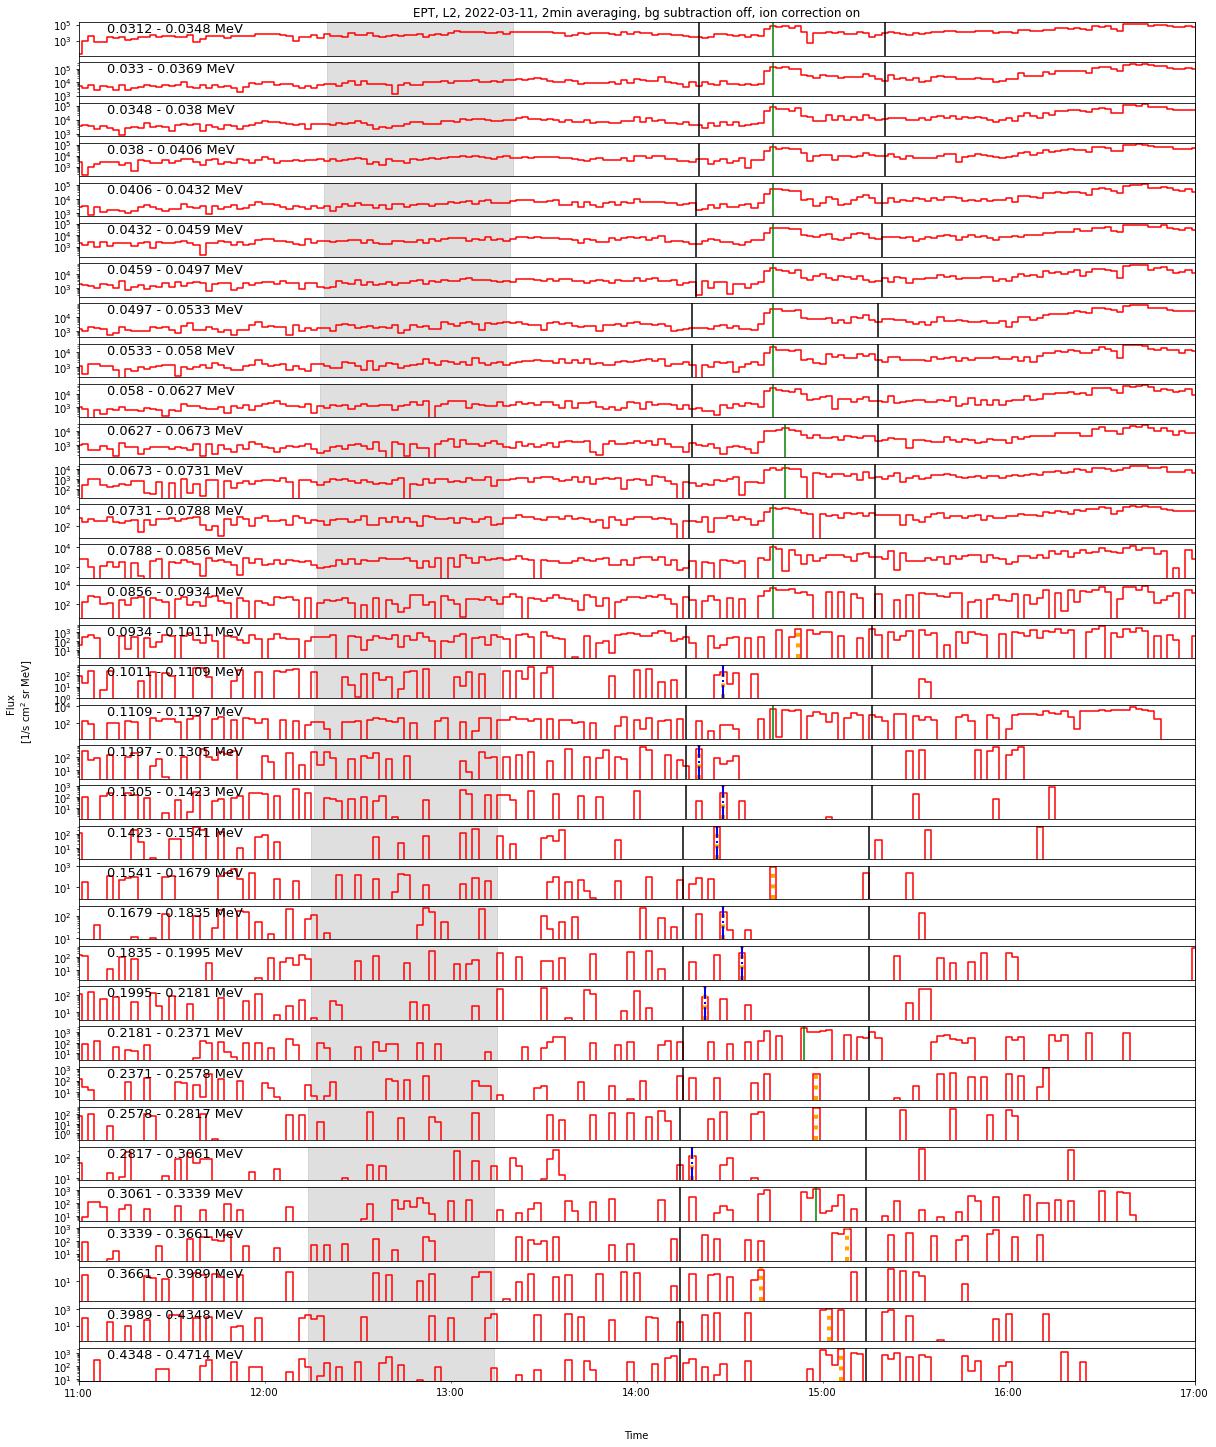 EPT, L2, 2022-03-11, 2min averaging, bg subtraction off, ion correction on
0.0312 - 0.0348 MeV
0.033 - 0.0369 MeV
0.0348 - 0.038 MeV
0.038 - 0.0406 MeV
0.0406 - 0.0432 MeV
0.0432 - 0.0459 MeV
0.0459 - 0.0497 MeV
0.0497 - 0.0533 MeV
0.0533 - 0.058 MeV
0.058 - 0.0627 MeV
0.0627 - 0.0673 MeV
0.0673 - 0.0731 MeV
0.0731 - 0.0788 MeV
0.0788 - 0.0856 MeV
0.0856 - 0.0934 MeV
0.0934 - 0.1011 MeV
0.1011 - 0.1109 MeV
0.1109 - 0.1197 MeV
0.1197 - 0.1305 MeV
0.1305 - 0.1423 MeV
0.1423 - 0.1541 MeV
0.1541 - 0.1679 MeV
0.1679 - 0.1835 MeV
0.1835 - 0.1995 MeV
0.1995 - 0.2181 MeV
0.2181 - 0.2371 MeV
0.2371 - 0.2578 MeV
0.2578 - 0.2817 MeV
0.2817 - 0.3061 MeV
0.3061 - 0.3339 MeV
0.3339 - 0.3661 MeV
0.3661 - 0.3989 MeV
0.3989 - 0.4348 MeV
0.4348 - 0.4714 MeV
Flux
[1/s cm² sr MeV]
11:00 12:00 13:00 14:00 15:00 16:00 17:00
Time